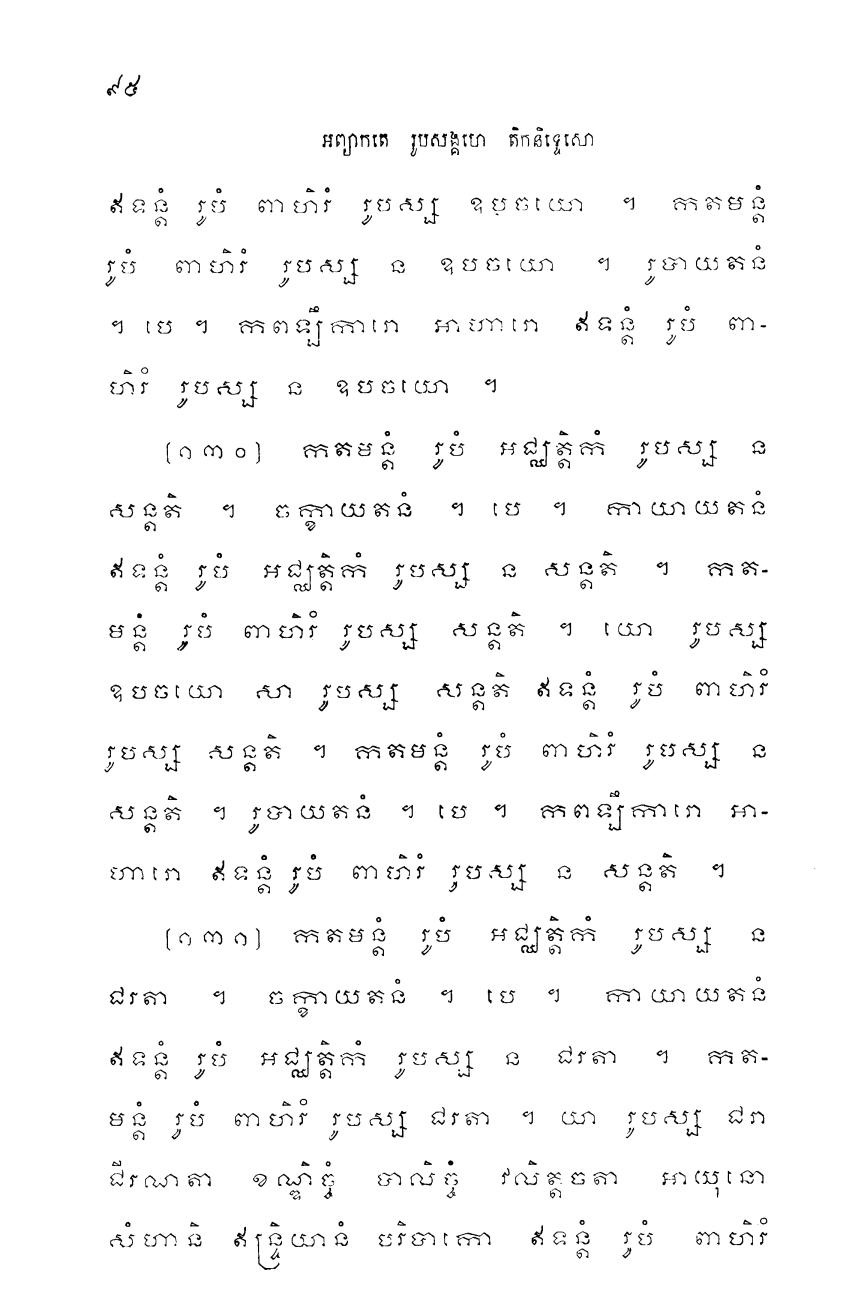 ៩៥
អព្យាកតេ រូបសង្គហេ តិកនិទ្ទេសោ
ឥទន្តំ រូបំ ពាហិរំ រូបស្ស ឧបចយោ ។ កតមន្តំ
រូបំ ពាហិរំ រូបស្ស ន ឧបចយោ ។ រូបាយតនំ
។ បេ ។ កពឡឹការោ អាហារោ ឥទន្តំ រូបំ ពា-
ហិរំ រូបស្ស ន ឧបចយោ ។
(១៣០) កតមន្តំ រូបំ អជ្ឈត្តិកំ រូបស្ស ន
សន្តតិ ។ ចក្ខាយតនំ ។ បេ ។ កាយាយតនំ
ឥទន្តំ រូបំ អជ្ឈត្តិកំ រូបស្ស ន សន្តតិ ។ កត-
មន្តំ រូបំ ពាហិរំ រូបស្ស សន្តតិ ។ យោ រូបស្ស
ឧបចយោ សា រូបស្ស សន្តតិ ឥទន្តំ រូបំ ពាហិរំ
រូបស្ស សន្តតិ ។ កតមន្តំ រូបំ ពាហិរំ រូបស្ស ន
សន្តតិ ។ រូបាយតនំ ។ បេ ។ កពឡឹការោ អា-
ហារោ ឥទន្តំ រូបំ ពាហិរំ រូបស្ស ន សន្តតិ ។
(១៣១) កតមន្តំ រូបំ អជ្ឈត្តិកំ រូបស្ស ន
ជរតា ។ ចក្ខាយតនំ ។ បេ ។ កាយាយតនំ
ឥទន្តំ រូបំ អជ្ឈត្តិកំ រូបស្ស ន ជរតា ។ កត-
មន្តំ រូបំ ពាហិរំ រូបស្ស ជរតា ។ យា រូបស្ស ជរា
ជីរណតា ខណ្ឌិច្ចំ បាលិច្ចំ វលិត្តចតា អាយុនោ
សំហានិ ឥន្ទ្រិយានំ បរិបាកោ ឥទន្តំ រូបំ ពាហិរំ